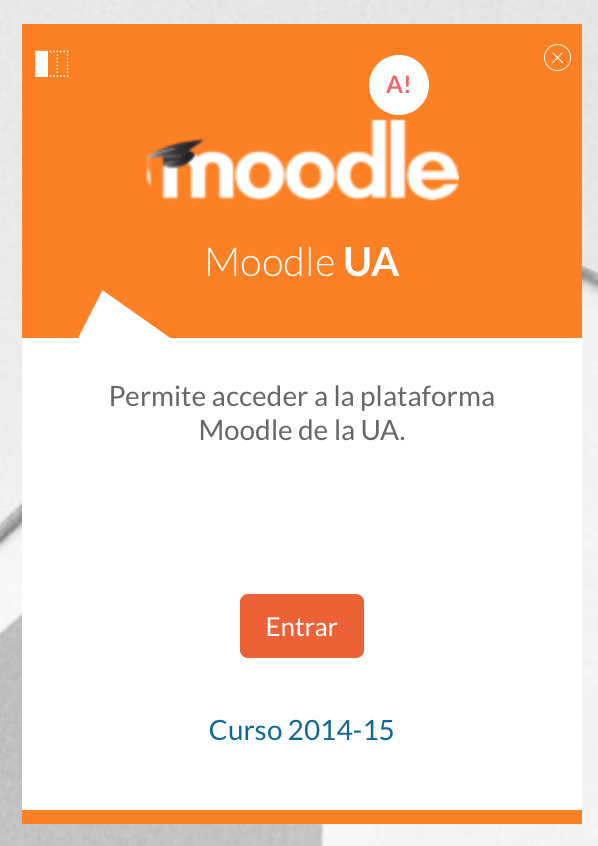 A!
moodle
Moodle UA
Permite acceder a la plataforma
Moodle de la UA.
Entrar
Curso 2014-15